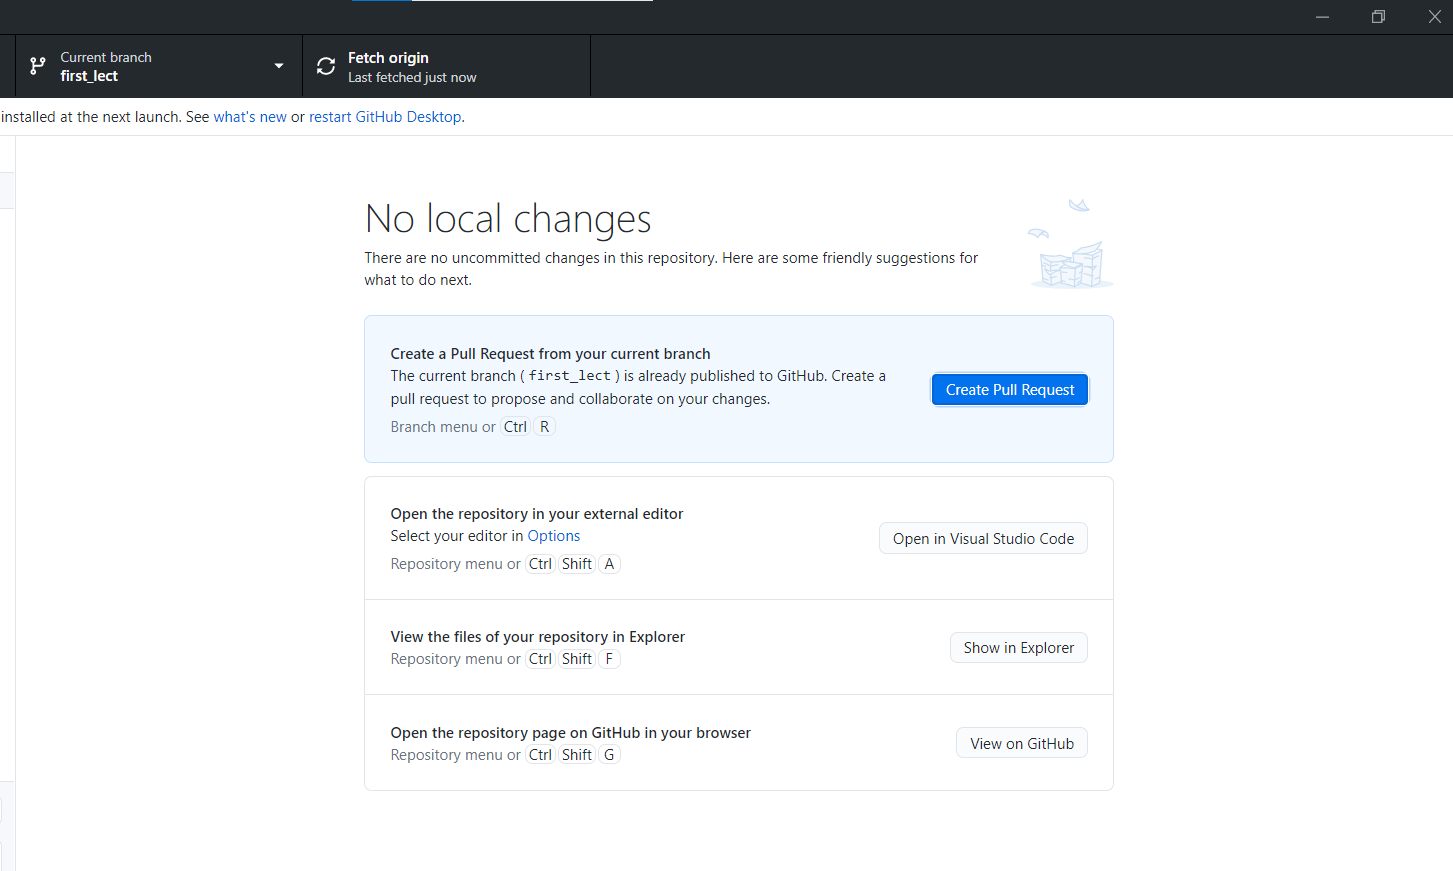 Current branch
first_lect
Fetch origin
Last fetched just now
installed at the next launch. See what's new or restart GitHub Desktop.
No local changes
There are no uncommitted changes in this repository. Here are some friendly suggestions for
what to do next.
Create a Pull Request from your current branch
The current branch ( first_lect ) is already published to GitHub. Create a
pull request to propose and collaborate on your changes.
Branch menu or Ctrl R
Create Pull Request
Open the repository in your external editor
Select your editor in Options
Repository menu or Ctrl Shift A
Open in Visual Studio Code
View the files of your repository in Explorer
Repository menu or Ctrl Shift F
Show in Explorer
Open the repository page on GitHub in your browser
Repository menu or Ctrl Shift G
View on GitHub